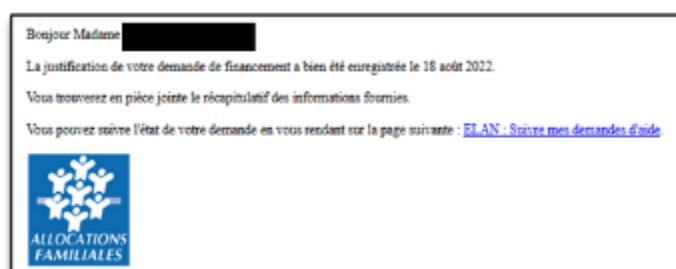 Bonjour Madame
La justification de votre demande de financement a bien été enregistrée le 18 août 2022.
Vous trouverez en pièce jointe le récapitulatif des informations fournies.
Vous pouvez suivre l'état de votre demande en vous rendant sur la page suivante : ELAN : Suivre mes demandes d'aide.
ALLOCATIONS
FAMILIALES